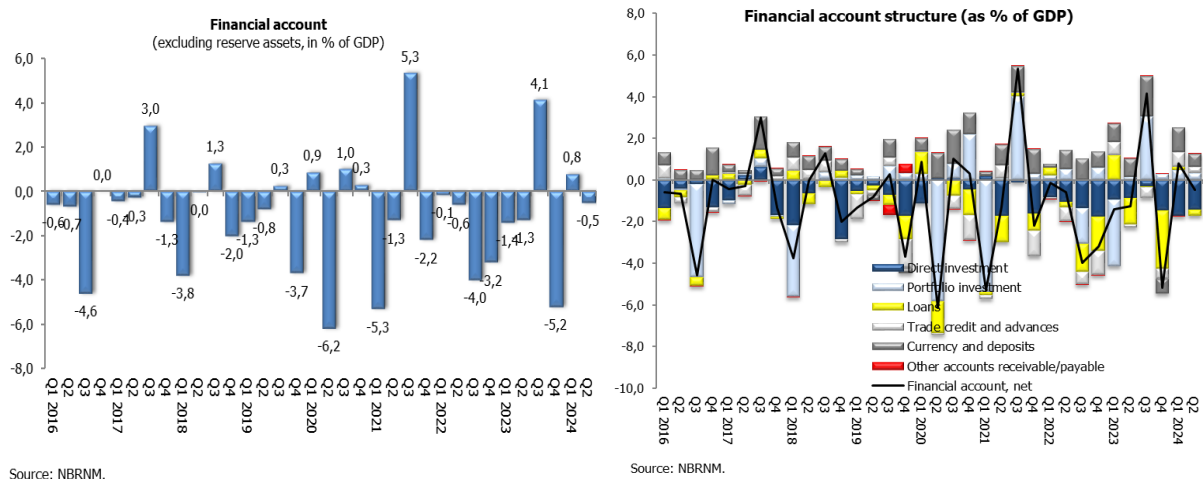 Financial account
(excluding reserve assets, in % of GDP)
6,0
4,0
2,0
0,0
-2,0
-4,0
-6,0
-8,0
-0,6
-0,7
-4,6
0,0
-0,4
-0,3
3,0
-1,3
-3,8
0,0
1,3
-2,0
-1,3
-0,8
0,3
-3,7
0,9
-6,2
1,0
0,3
-5,3
-1,3
5,3
-2,2
-0,1
-0,6
-4,0
-3,2
-1,4
-1,3
4,1
-5,2
0,8
-0,5
Q1 2016
Q2
Q3
Q4
Q1 2017
Q2
Q3
Q4
Q1 2018
Q2
Q3
Q4
Q1 2019
Q2
Q3
Q4
Q1 2020
Q2
Q3
Q4
Q1 2021
Q2
Q3
Q4
Q1 2022
Q2
Q3
Q4
Q1 2023
Q2
Q3
Q4
Q1 2024
Q2
Source: NBRNM.
Financial account structure (as % of GDP)
8,0
6,0
4,0
2,0
0,0
-2,0
-4,0
-6,0
-8,0
-10,0
Direct investment
Portfolio investment
Loans
Trade credit and advances
Currency and deposits
Other accounts receivable/payable
Financial account, net
Q1 2016
Q2
Q3
Q4
Q1 2017
Q2
Q3
Q4
Q1 2018
Q2
Q3
Q4
Q1 2019
Q2
Q3
Q4
Q1 2020
Q2
Q3
Q4
Q1 2021
Q2
Q3
Q4
Q1 2022
Q2
Q3
Q4
Q1 2023
Q2
Q3
Q4
Q1 2024
Q2
Source: NBRNM.